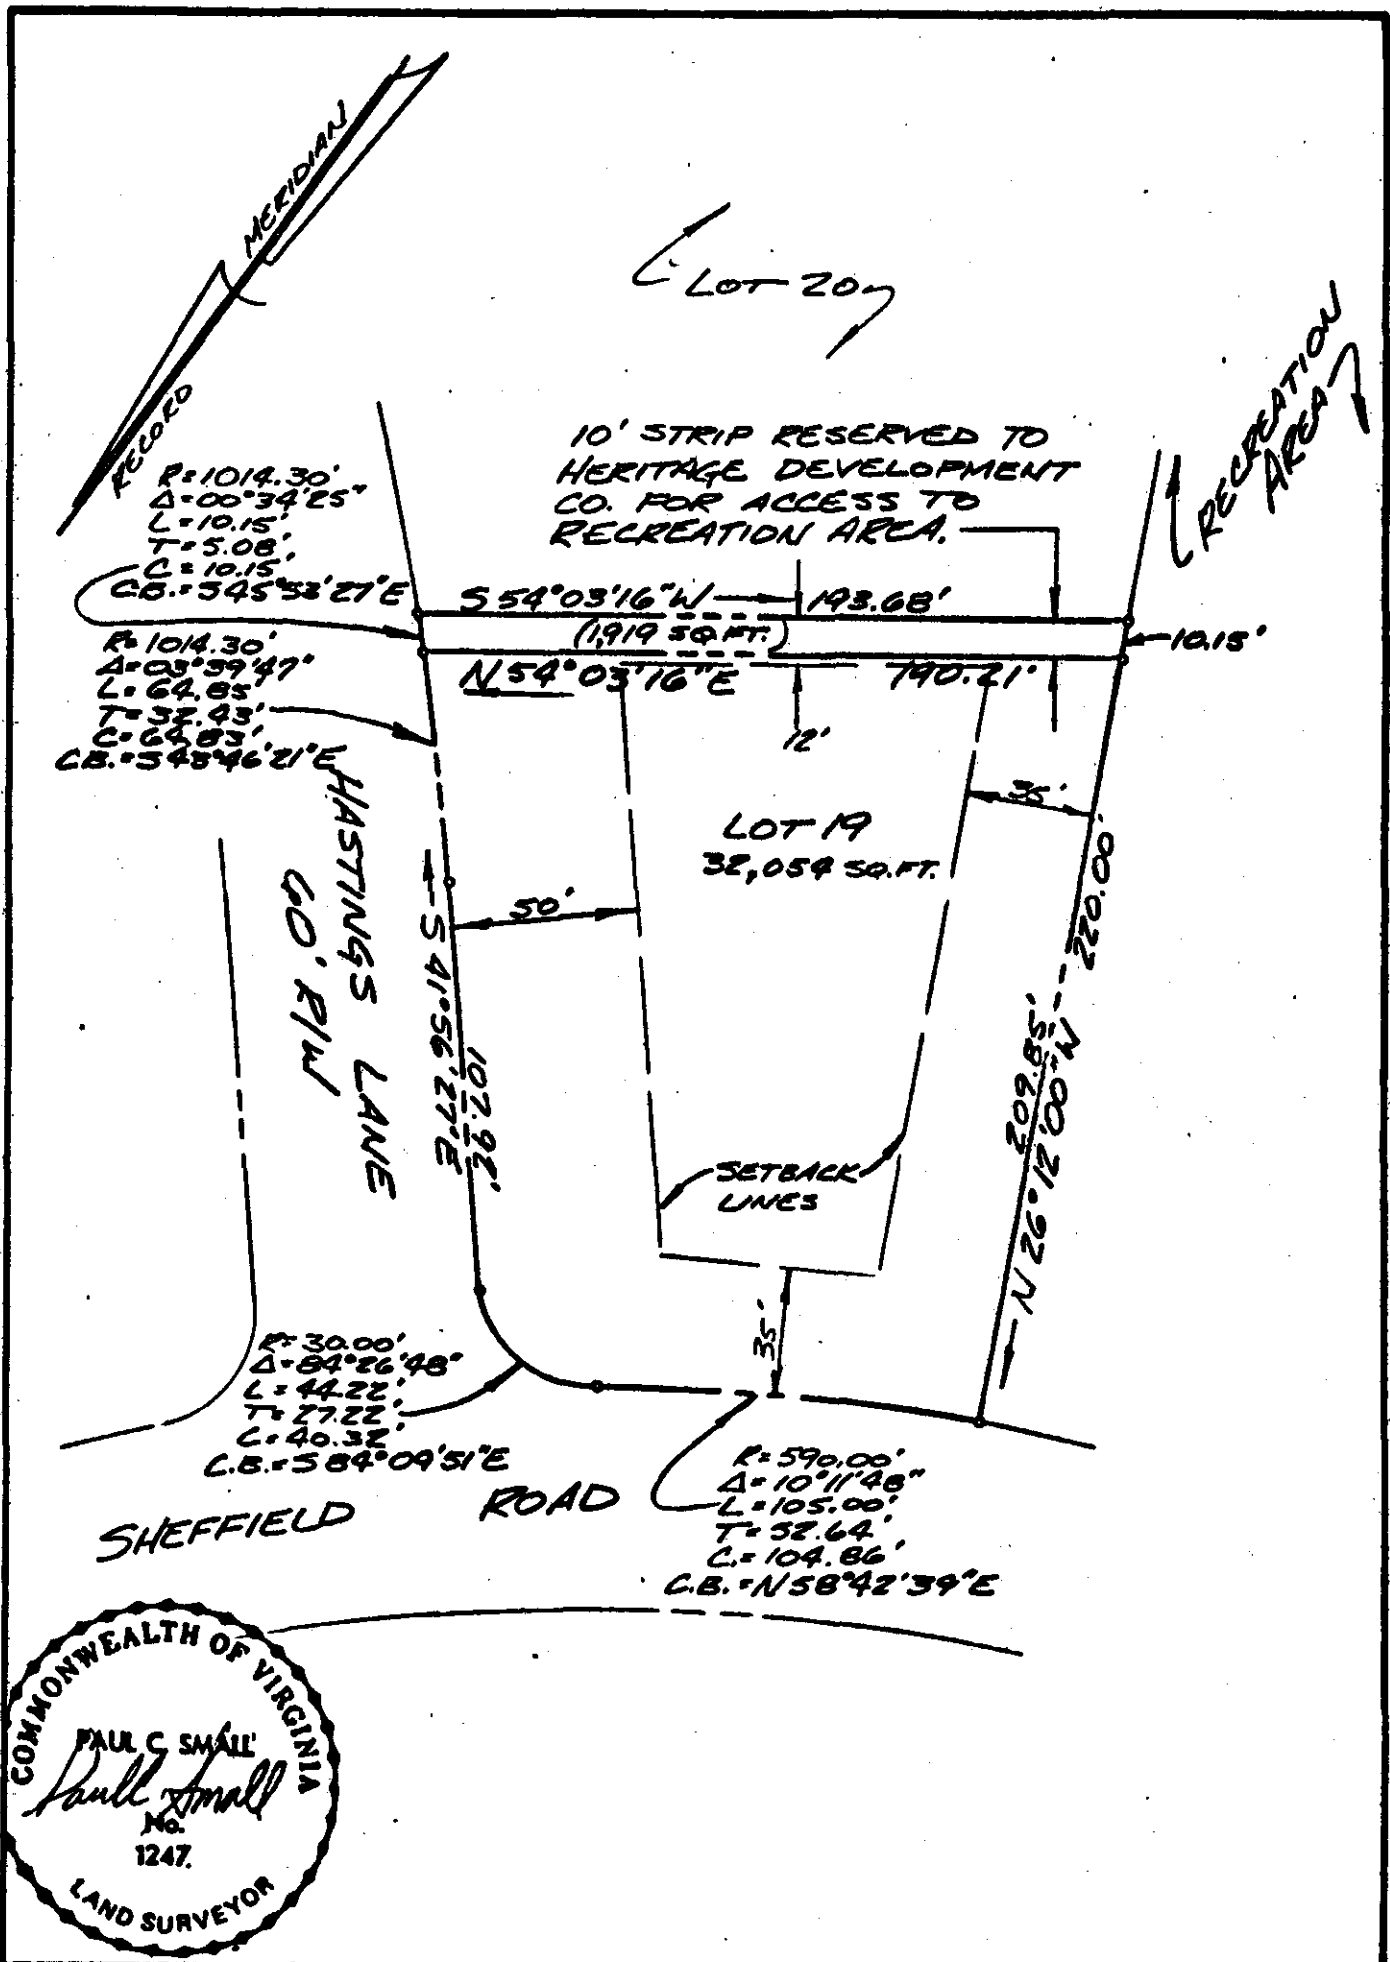 MERIDIAN
RECORD
LOT 20
RECREATION
AREA
10' STRIP RESERVED TO
HERITAGE DEVELOPMENT
CO. FOR ACCESS TO
RECREATION AREA.
R=1014.30'
Δ=00°34'25"
L=10.15'
T=5.08'
C=10.15'
C.B.=S45°53'27"E
S 54°03'16"W 193.68'
(1,919 SQ.FT.)
10.15'
N 54°03'16"E 190.21'
12'
R=1014.30'
Δ=03°39'47"
L=64.85'
T=32.43'
C=64.83'
C.B.=S43°46'21"E
HASTINGS LANE
60' R/W
LOT 19
32,054 SQ.FT.
35'
50'
220.00'
S 41°56'27"E
107.92'
209.85'
N 26°12'00"W
SETBACK
LINES
35'
R=30.00'
Δ=84°26'48"
L=44.22'
T=27.22'
C=40.32'
C.B.=S84°09'51"E
R=590.00'
Δ=10°11'48"
L=105.00'
T=52.64'
C.=104.86'
C.B.=N58°42'39"E
SHEFFIELD ROAD
COMMONWEALTH OF VIRGINIA
PAUL C. SMALL
Paul C Small
No.
1247.
LAND SURVEYOR